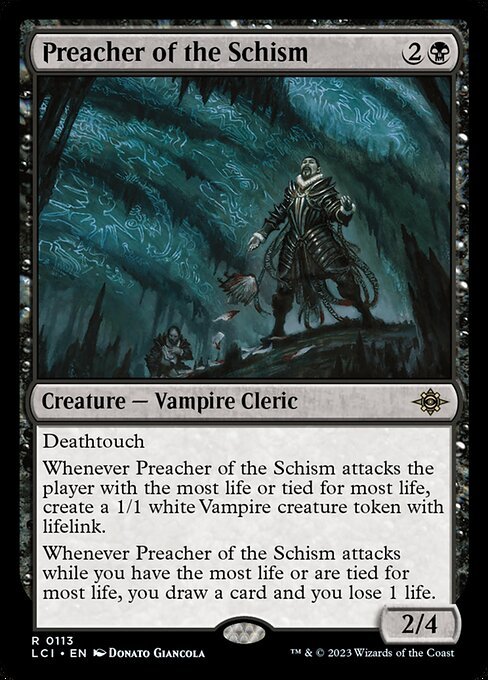 Preacher of the Schism 2
Creature — Vampire Cleric
Deathtouch
Whenever Preacher of the Schism attacks the
player with the most life or tied for most life,
create a 1/1 white Vampire creature token with
lifelink.
Whenever Preacher of the Schism attacks
while you have the most life or are tied for
most life, you draw a card and you lose 1 life.
2/4
R 0113
LCI • EN Donato Giancola
™ & © 2023 Wizards of the Coast